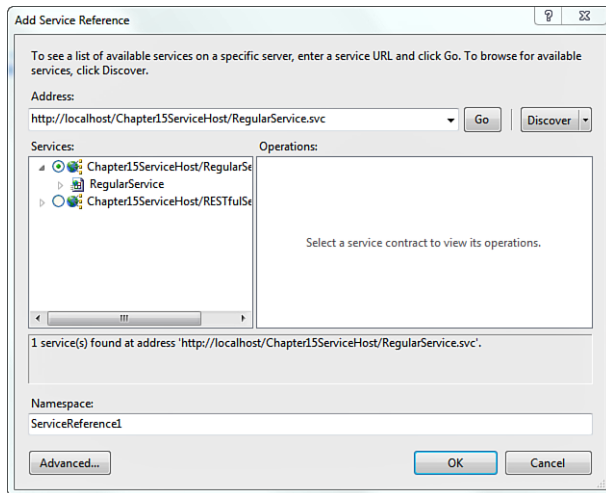 Add Service Reference
To see a list of available services on a specific server, enter a service URL and click Go. To browse for available
services, click Discover.
Address:
http://localhost/Chapter15ServiceHost/RegularService.svc
Go
Discover
Services:
Operations:
Chapter15ServiceHost/RegularSe
RegularService
Chapter15ServiceHost/RESTfulSe
Select a service contract to view its operations.
1 service(s) found at address 'http://localhost/Chapter15ServiceHost/RegularService.svc'.
Namespace:
ServiceReference1
Advanced...
OK
Cancel